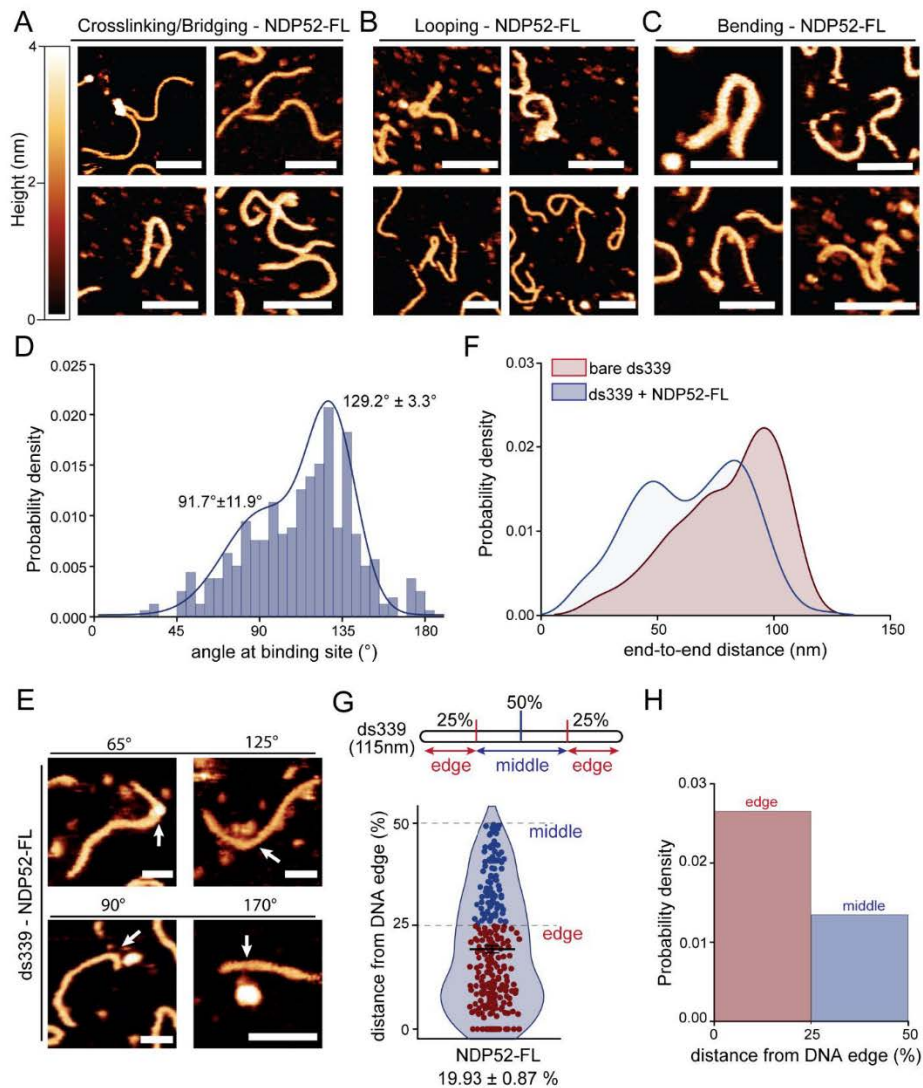 A
Crosslinking/Bridging - NDP52-FL
B
Looping - NDP52-FL
C
Bending - NDP52-FL
4
2
0
Height (nm)
D
0.025
0.020
0.015
0.010
0.005
0.000
Probability density
129.2° ± 3.3°
91.7°±11.9°
0
45
90
135
180
angle at binding site (°)
F
0.03
0.02
0.01
0.00
Probability density
bare ds339
ds339 + NDP52-FL
0
50
100
150
end-to-end distance (nm)
E
65°
125°
90°
170°
ds339 - NDP52-FL
G
50%
25%
25%
ds339
(115nm)
edge
middle
edge
50
25
0
distance from DNA edge (%)
middle
edge
NDP52-FL
19.93 ± 0.87 %
H
0.03
0.02
0.01
0.00
Probability density
edge
middle
0
25
50
distance from DNA edge (%)